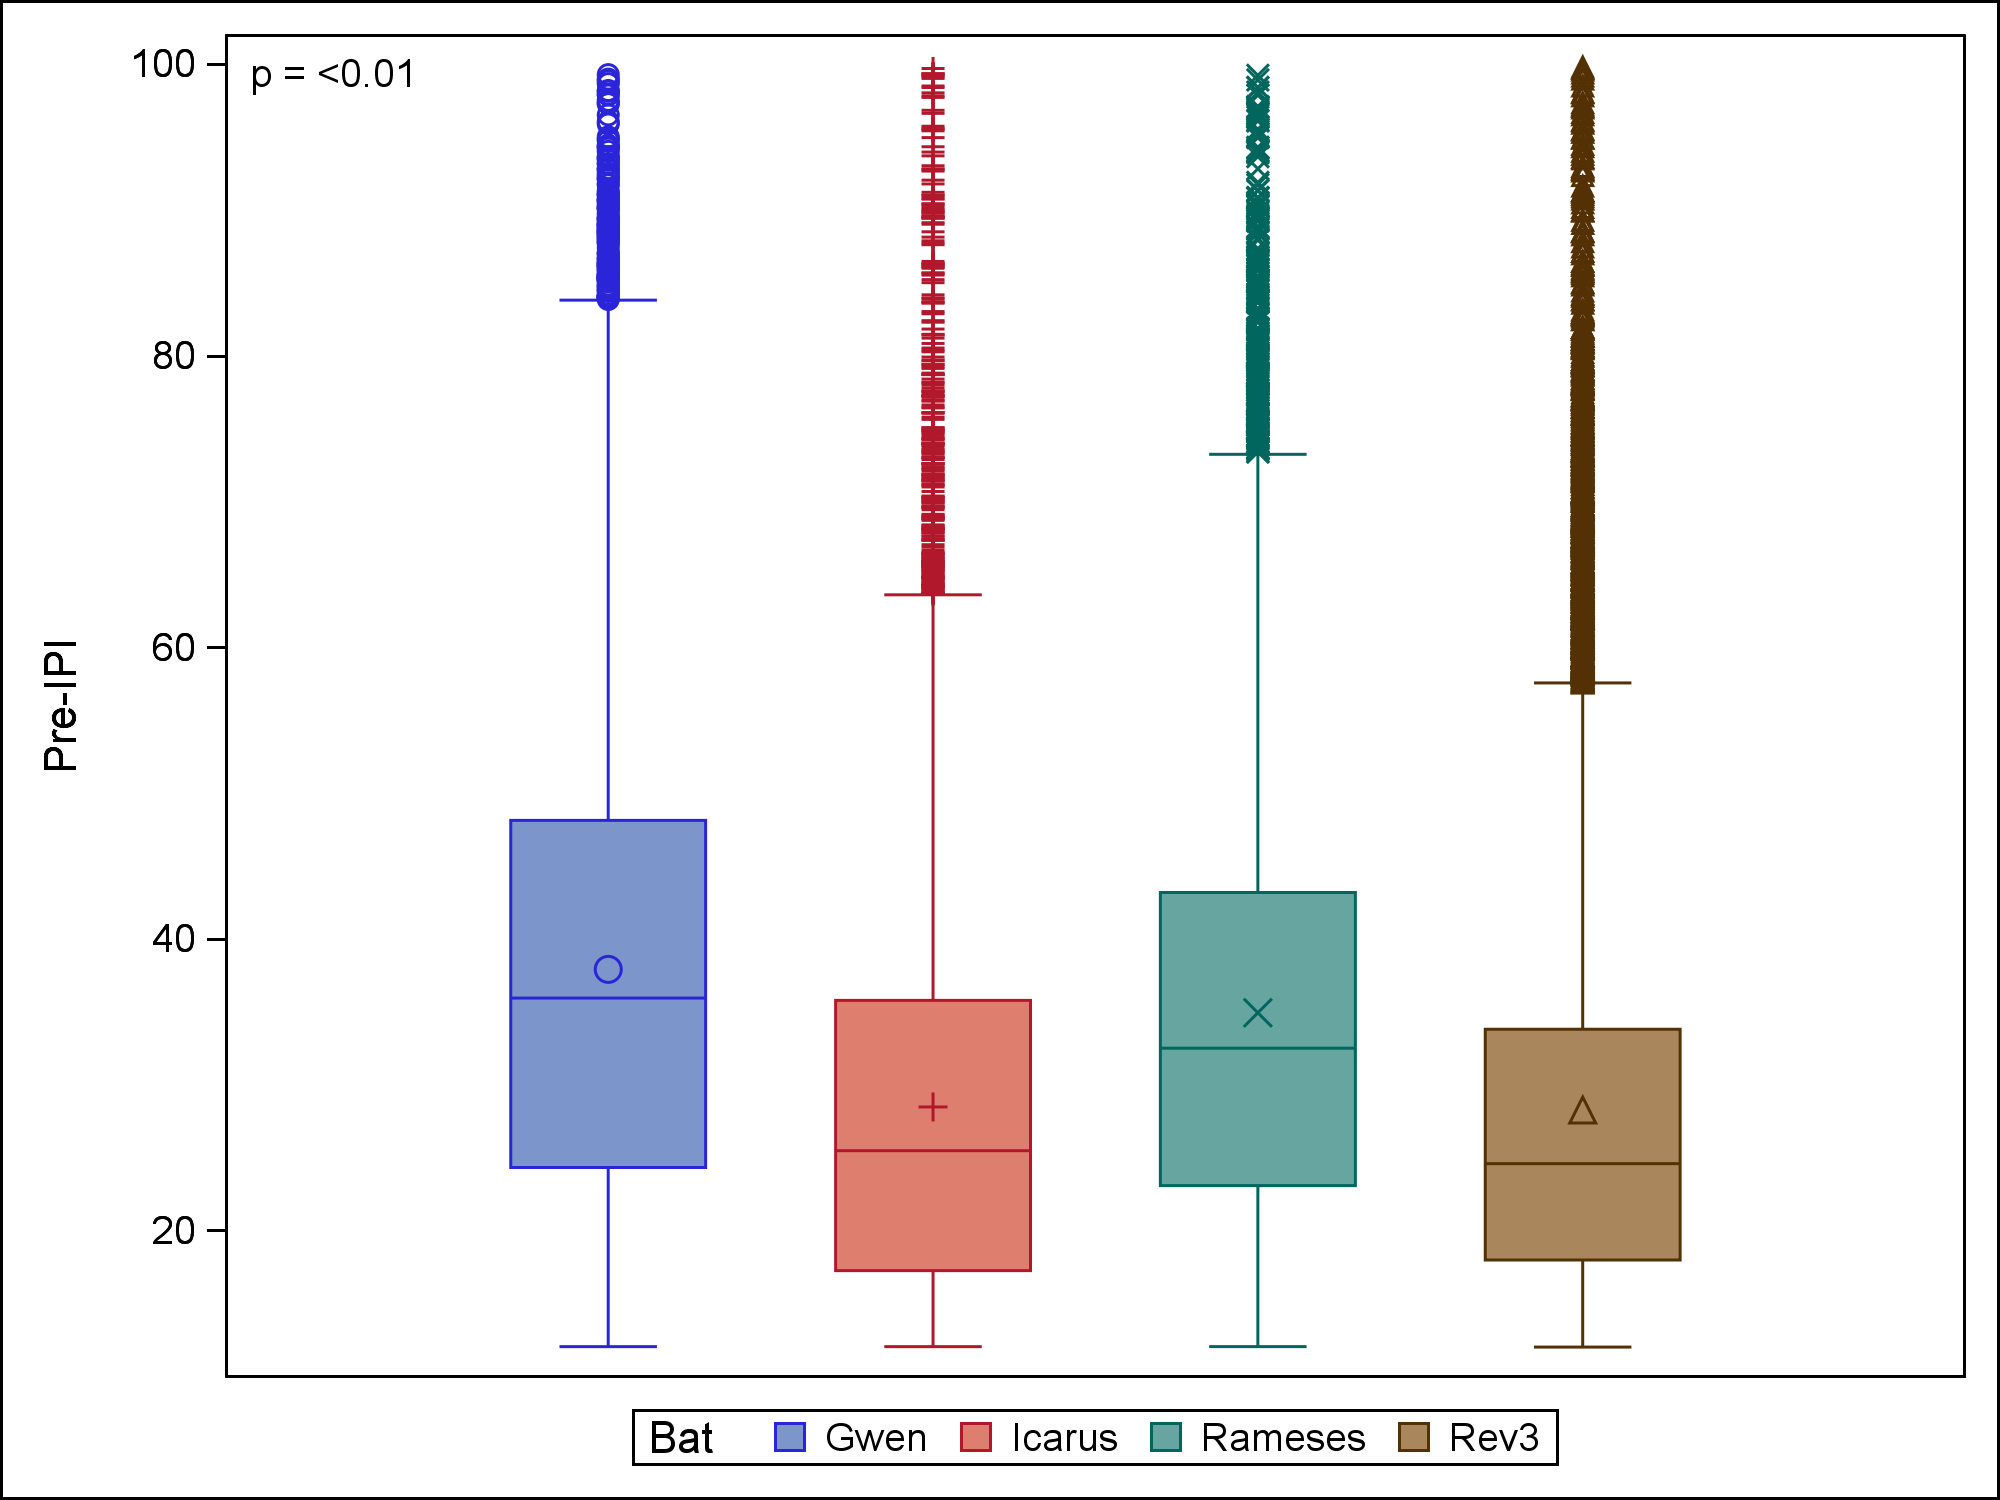 p = <0.01
100
80
60
40
20
Pre-IPI
Bat Gwen Icarus Rameses Rev3